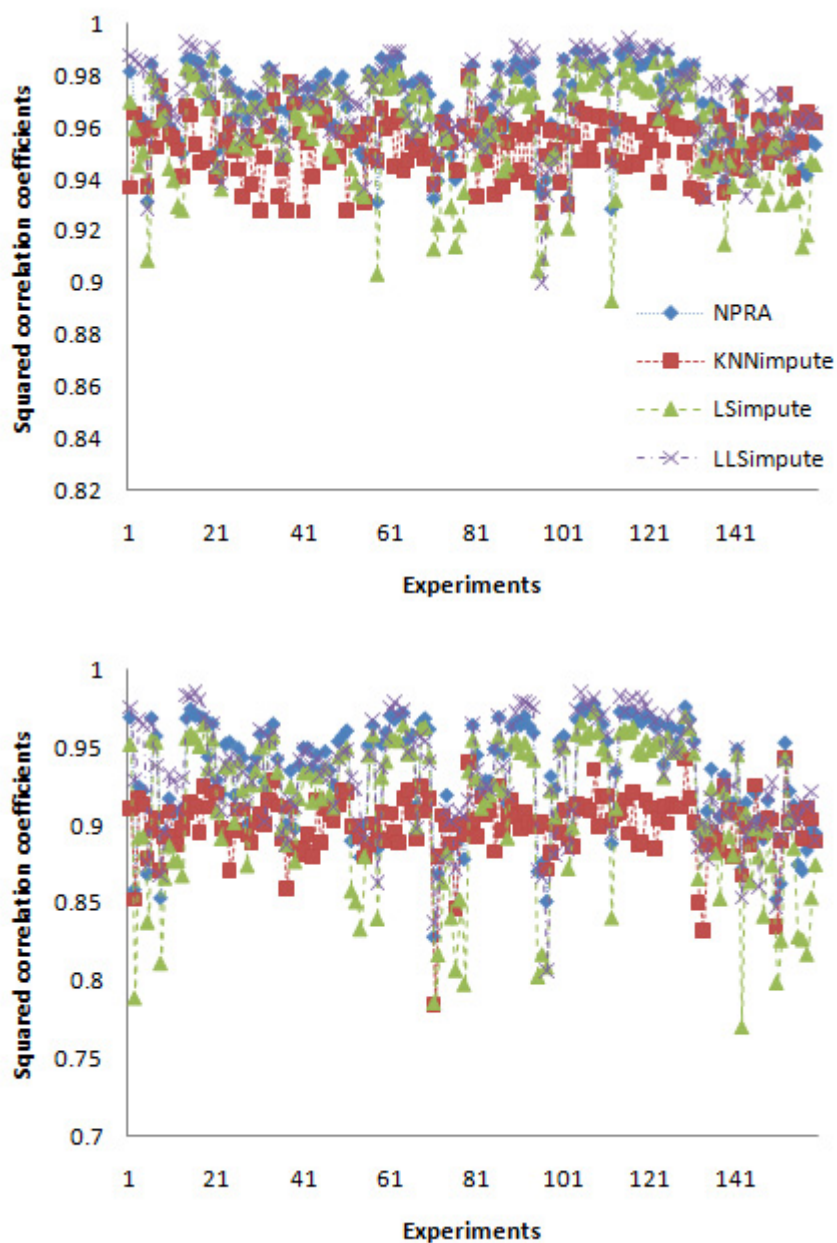 Squared correlation coefficients
1
0.98
0.96
0.94
0.92
0.9
0.88
0.86
0.84
0.82
NPRA
KNNimpute
LSimpute
LLSimpute
1 21 41 61 81 101 121 141
Experiments
Squared correlation coefficients
1
0.95
0.9
0.85
0.8
0.75
0.7
1 21 41 61 81 101 121 141
Experiments